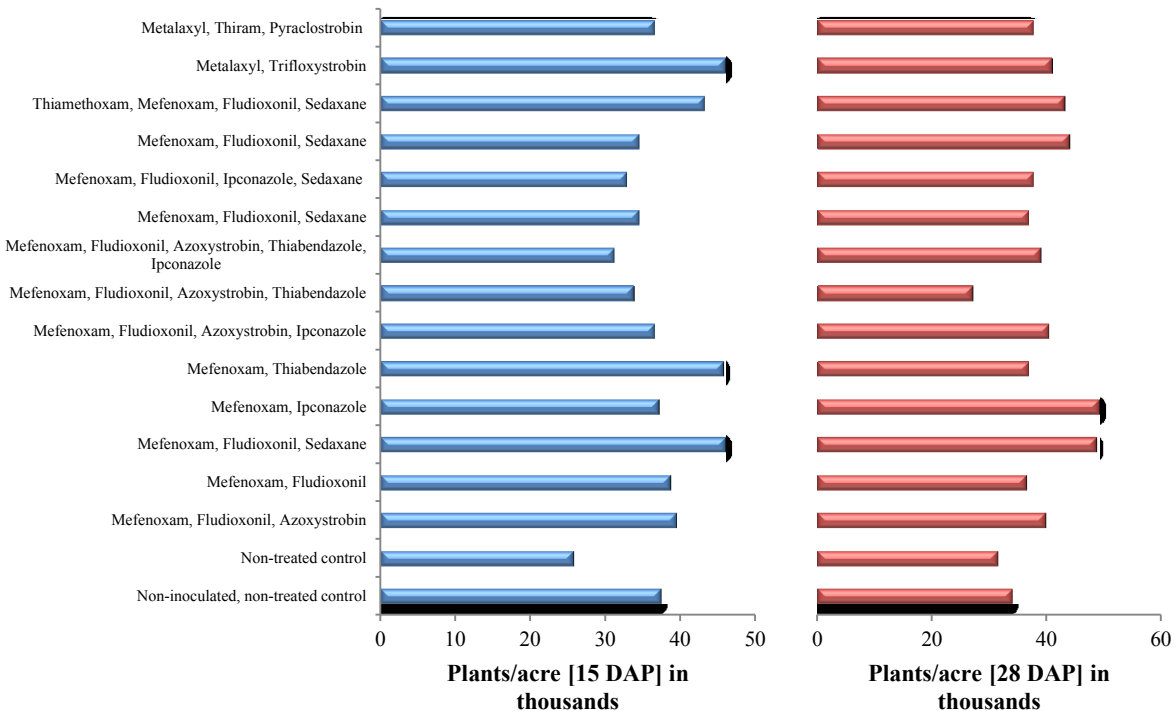 Metalaxyl, Thiram, Pyraclostrobin
Metalaxyl, Trifloxystrobin
Thiamethoxam, Mefenoxam, Fludioxonil, Sedaxane
Mefenoxam, Fludioxonil, Sedaxane
Mefenoxam, Fludioxonil, Ipconazole, Sedaxane
Mefenoxam, Fludioxonil, Sedaxane
Mefenoxam, Fludioxonil, Azoxystrobin, Thiabendazole,
Ipconazole
Mefenoxam, Fludioxonil, Azoxystrobin, Thiabendazole
Mefenoxam, Fludioxonil, Azoxystrobin, Ipconazole
Mefenoxam, Thiabendazole
Mefenoxam, Ipconazole
Mefenoxam, Fludioxonil, Sedaxane
Mefenoxam, Fludioxonil
Mefenoxam, Fludioxonil, Azoxystrobin
Non-treated control
Non-inoculated, non-treated control
0 10 20 30 40 50
Plants/acre [15 DAP] in
thousands
0 20 40 60
Plants/acre [28 DAP] in
thousands